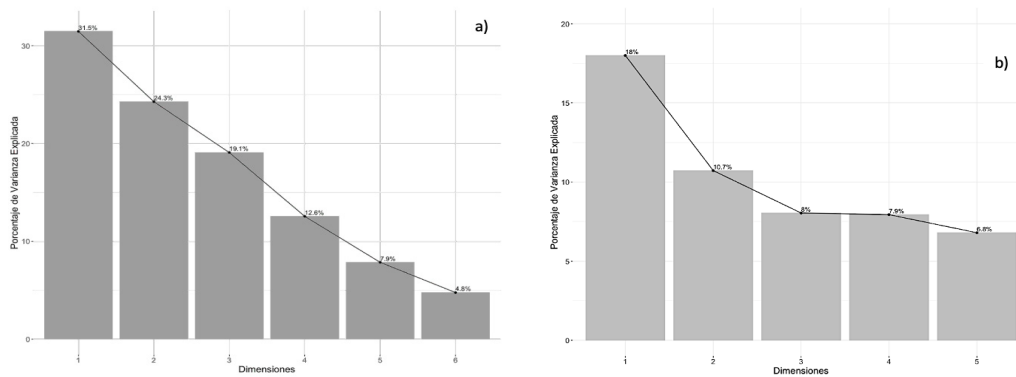 a)
Porcentaje de Varianza Explicada
30
20
10
0
31.5%
24.3%
19.1%
12.6%
7.9%
4.8%
1 2 3 4 5 6
Dimensiones
b)
Porcentaje de Varianza Explicada
20
15
10
5
0
18%
10.7%
8%
7.9%
6.8%
1 2 3 4 5
Dimensiones